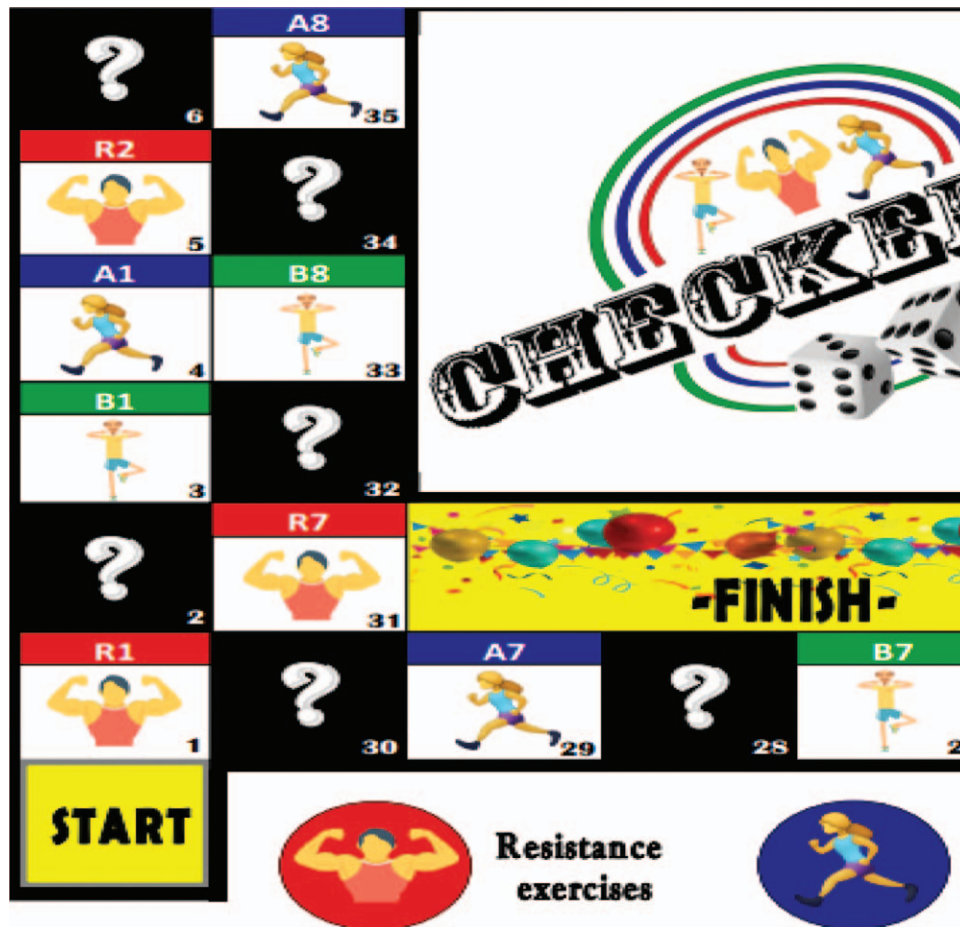 ?
6
A8
35
R2
5
?
34
A1
4
B8
33
B1
3
?
32
?
2
R7
31
-FINISH-
R1
1
?
30
A7
29
?
28
B7
START
Resistance
exercises